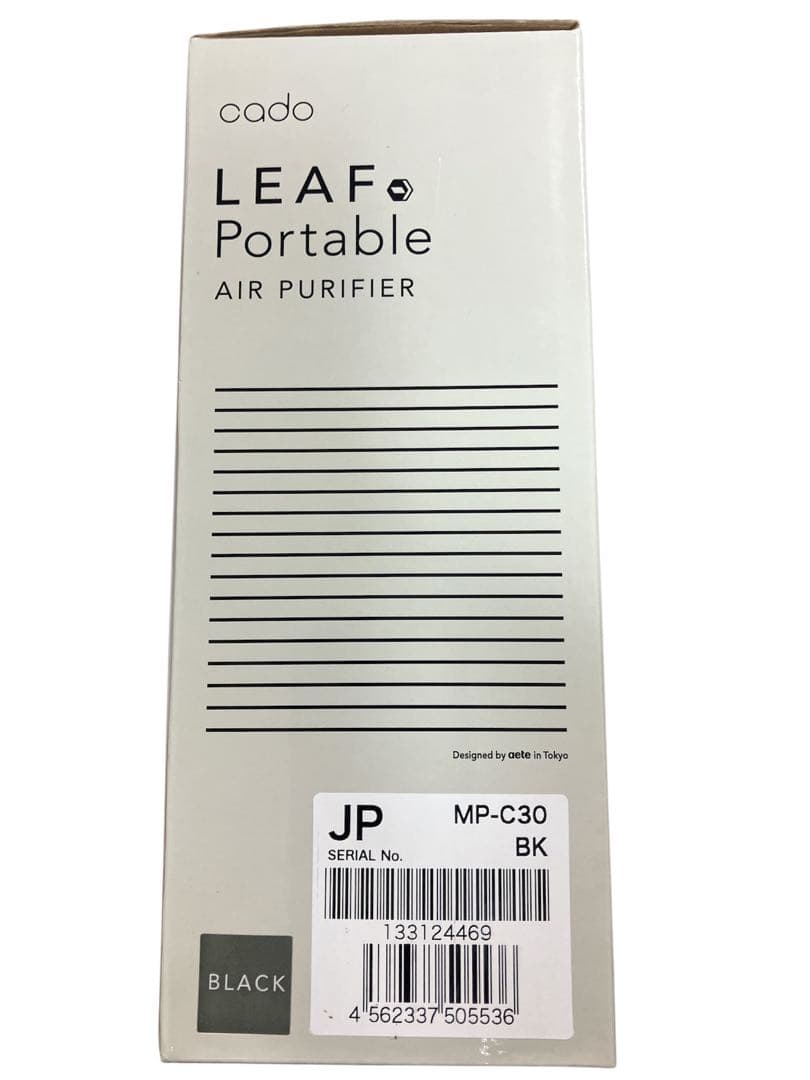 cado
LEAF
Portable
AIR PURIFIER
Designed by aete in Tokyo
JP MP-C30
SERIAL No. BK
133124469
4 562337 505536
BLACK